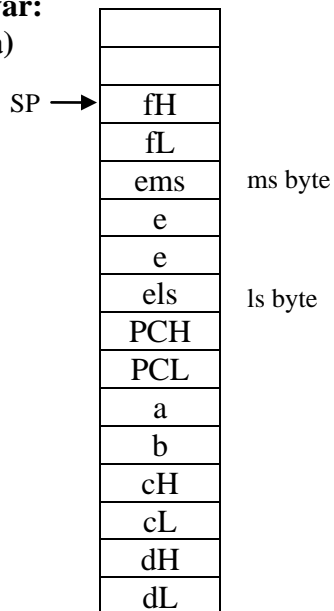 var:
a)
SP
fH
fL
ems ms byte
e
e
els ls byte
PCH
PCL
a
b
cH
cL
dH
dL